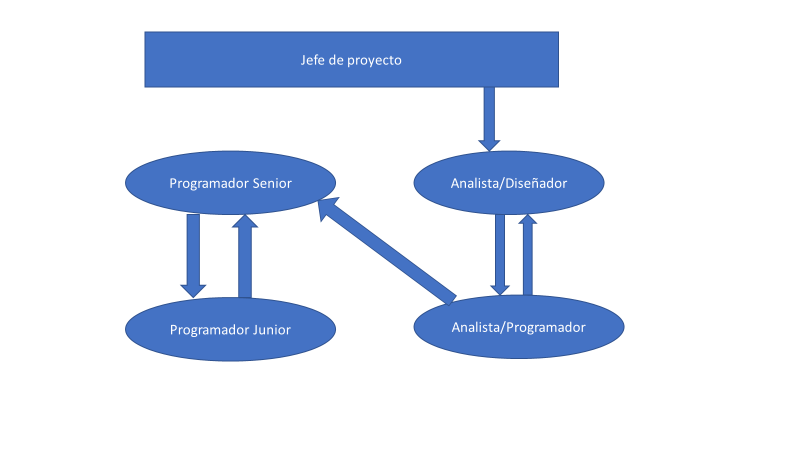 Jefe de proyecto
Programador Senior
Analista/Diseñador
Programador Junior
Analista/Programador